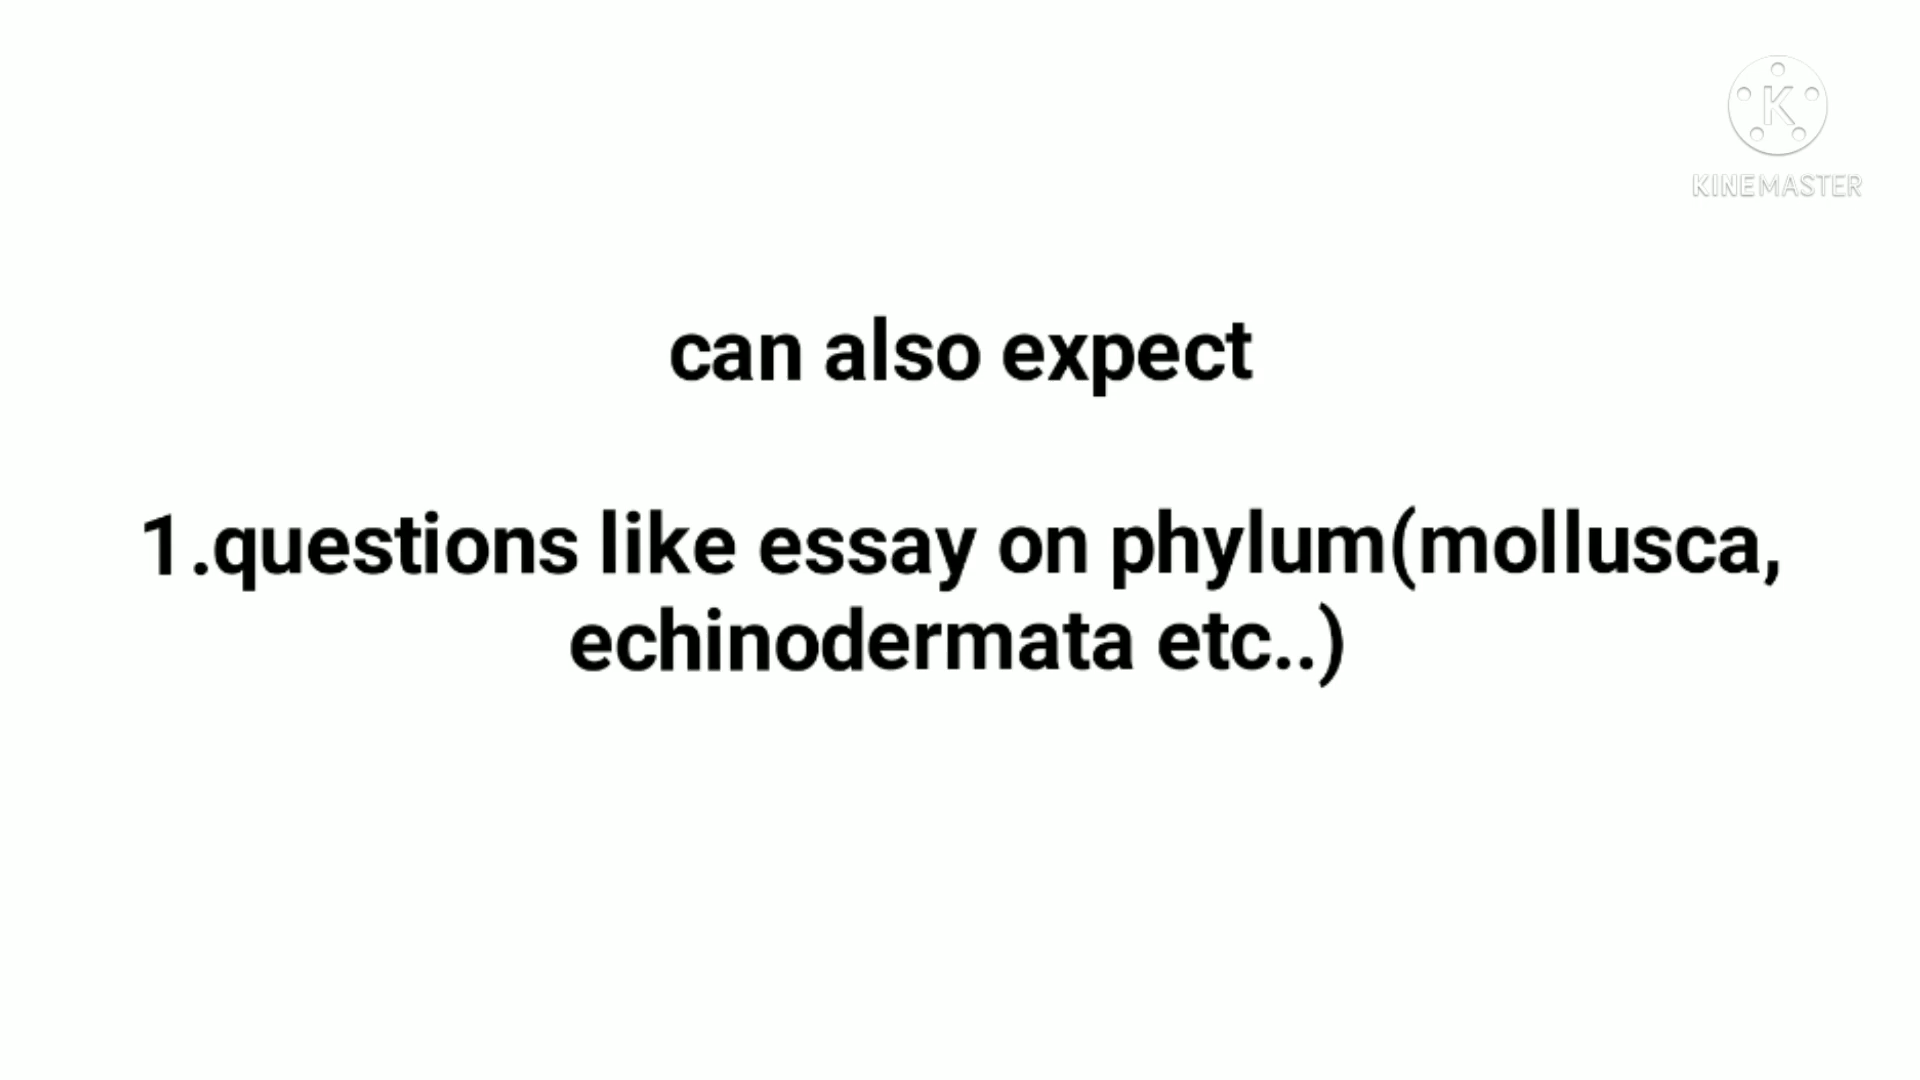 K
KINEMASTER
can also expect
1.questions like essay on phylum(mollusca,
echinodermata etc..)